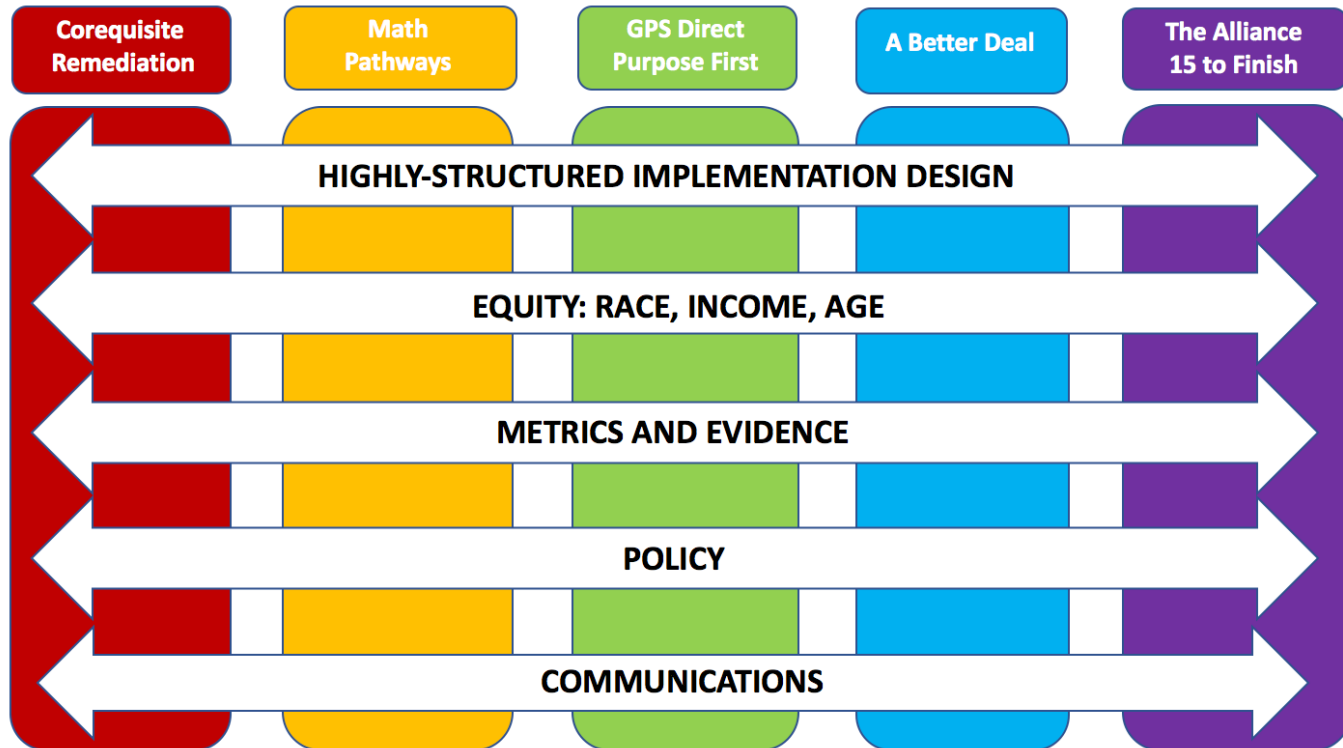 Corequisite
Remediation
Math
Pathways
GPS Direct
Purpose First
A Better Deal
The Alliance
15 to Finish
HIGHLY-STRUCTURED IMPLEMENTATION DESIGN
EQUITY: RACE, INCOME, AGE
METRICS AND EVIDENCE
POLICY
COMMUNICATIONS